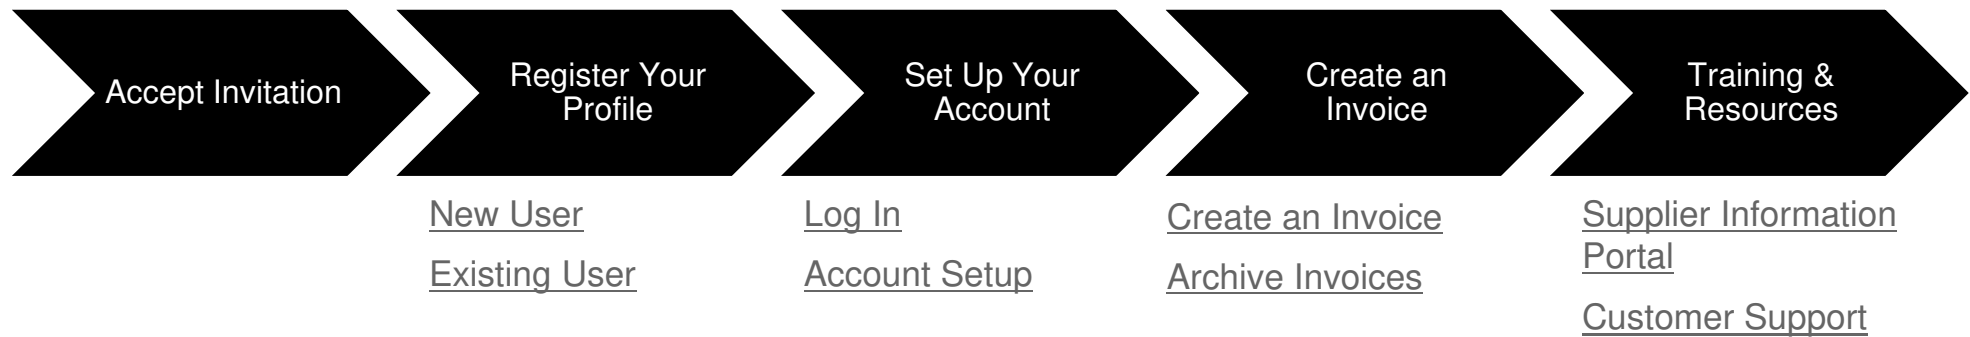 Accept Invitation
Register Your
Profile
Set Up Your
Account
Create an
Invoice
Training &
Resources
New User
Existing User
Log In
Account Setup
Create an Invoice
Archive Invoices
Supplier Information
Portal
Customer Support